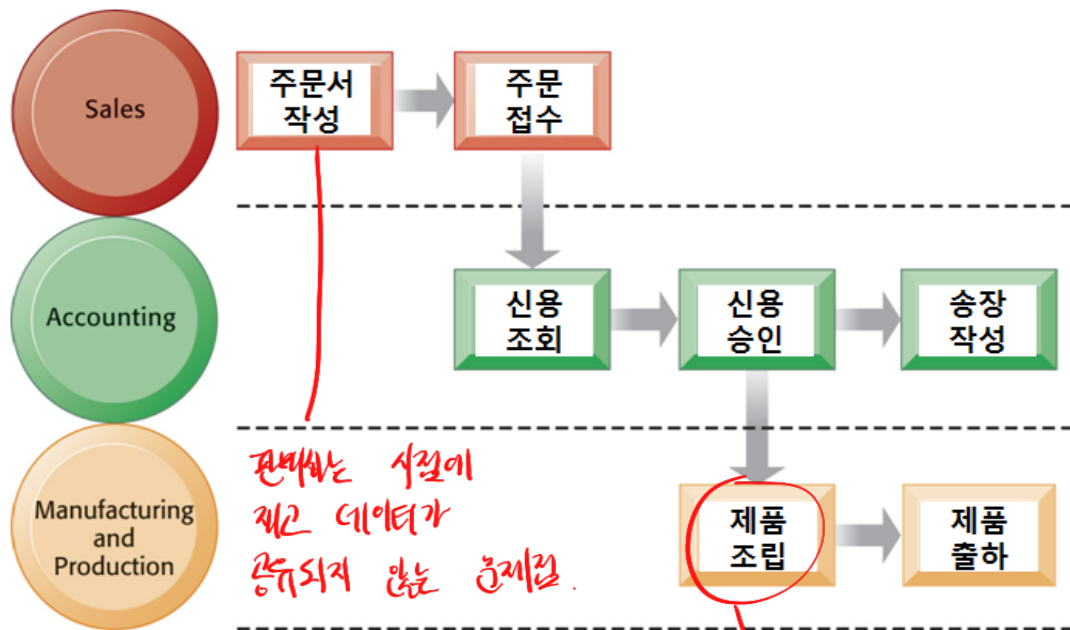 Sales
주문서
작성
주문
접수
Accounting
신용
조회
신용
승인
송장
작성
Manufacturing
and
Production
판매하는 시점에
재고 데이터가
공유되지 않는 문제점.
제품
조립
제품
출하